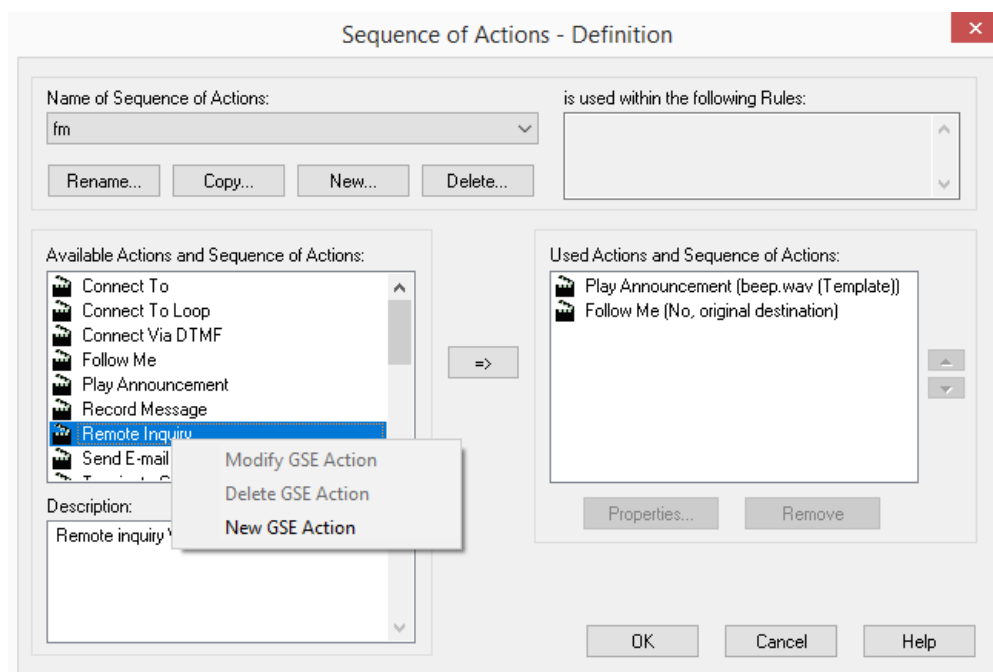 Sequence of Actions - Definition
Name of Sequence of Actions:
is used within the following Rules:
fm
Rename...
Copy...
New...
Delete...
Available Actions and Sequence of Actions:
Used Actions and Sequence of Actions:
Connect To
Connect To Loop
Connect Via DTMF
Follow Me
Play Announcement
Record Message
Remote Inquiry
Send E-mail
=>
Play Announcement (beep.wav (Template))
Follow Me (No, original destination)
Modify GSE Action
Delete GSE Action
New GSE Action
Properties...
Remove
Description:
Remote inquiry
OK
Cancel
Help